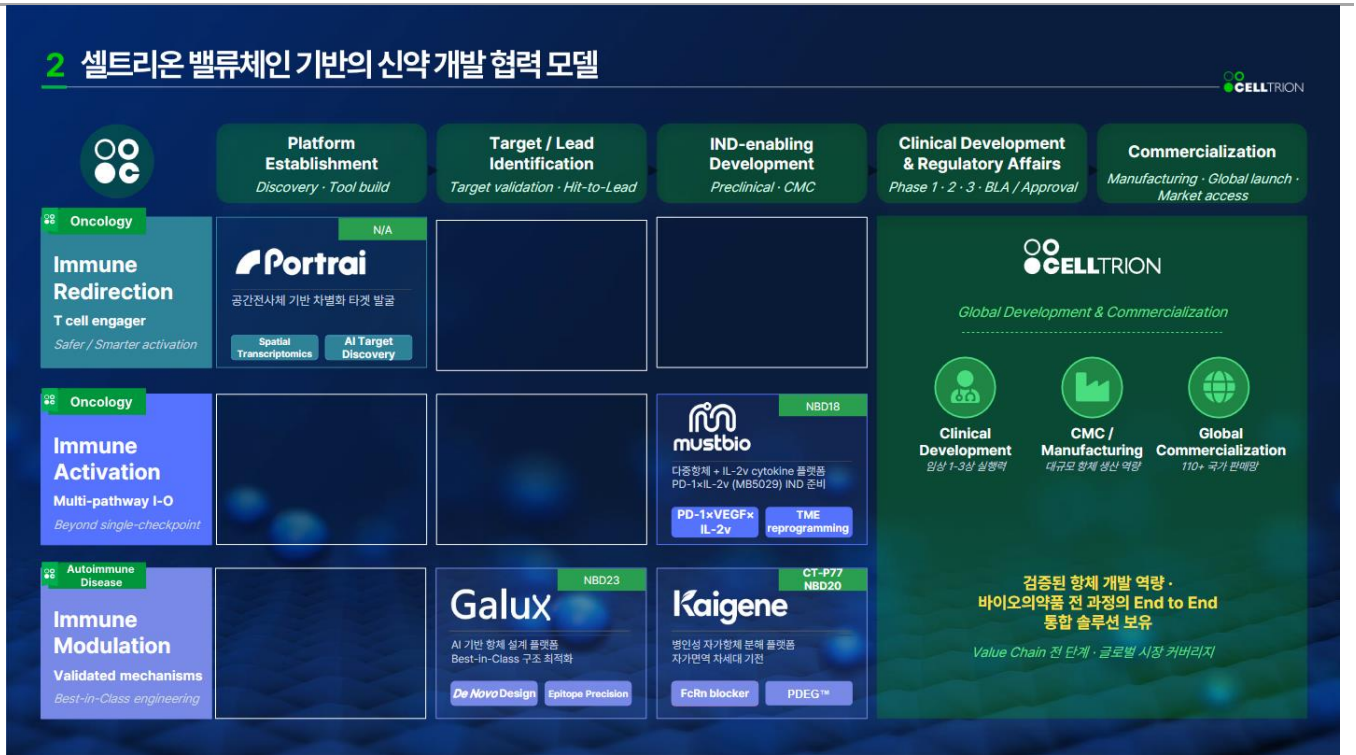 2 셀트리온 밸류체인 기반의 신약 개발 협력 모델
CELLTRION
Platform
Establishment
Discovery · Tool build
Target / Lead
Identification
Target validation · Hit-to-Lead
IND-enabling
Development
Preclinical · CMC
Clinical Development
& Regulatory Affairs
Phase 1 · 2 · 3 · BLA / Approval
Commercialization
Manufacturing · Global launch ·
Market access
Oncology
Immune
Redirection
T cell engager
Safer / Smarter activation
N/A
Portrai
공간전사체 기반 차별화 타겟 발굴
Spatial
Transcriptomics
AI Target
Discovery
Oncology
Immune
Activation
Multi-pathway I-O
Beyond single-checkpoint
NBD18
mustbio
다중항체 + IL-2v cytokine 플랫폼
PD-1×IL-2v (MB5029) IND 준비
PD-1×VEGF×
IL-2v
TME
reprogramming
Autoimmune
Disease
Immune
Modulation
Validated mechanisms
Best-in-Class engineering
NBD23
Galux
AI 기반 항체 설계 플랫폼
Best-in-Class 구조 최적화
De Novo Design
Epitope Precision
CT-P77
NBD20
Kaigene
병인성 자가항체 분해 플랫폼
자가면역 차세대 기전
FcRn blocker
PDEG™
CELLTRION
Global Development & Commercialization
Clinical
Development
임상 1-3상 실행력
CMC /
Manufacturing
대규모 항체 생산 역량
Global
Commercialization
110+ 국가 판매망
검증된 항체 개발 역량 ·
바이오의약품 전 과정의 End to End
통합 솔루션 보유
Value Chain 전 단계 · 글로벌 시장 커버리지